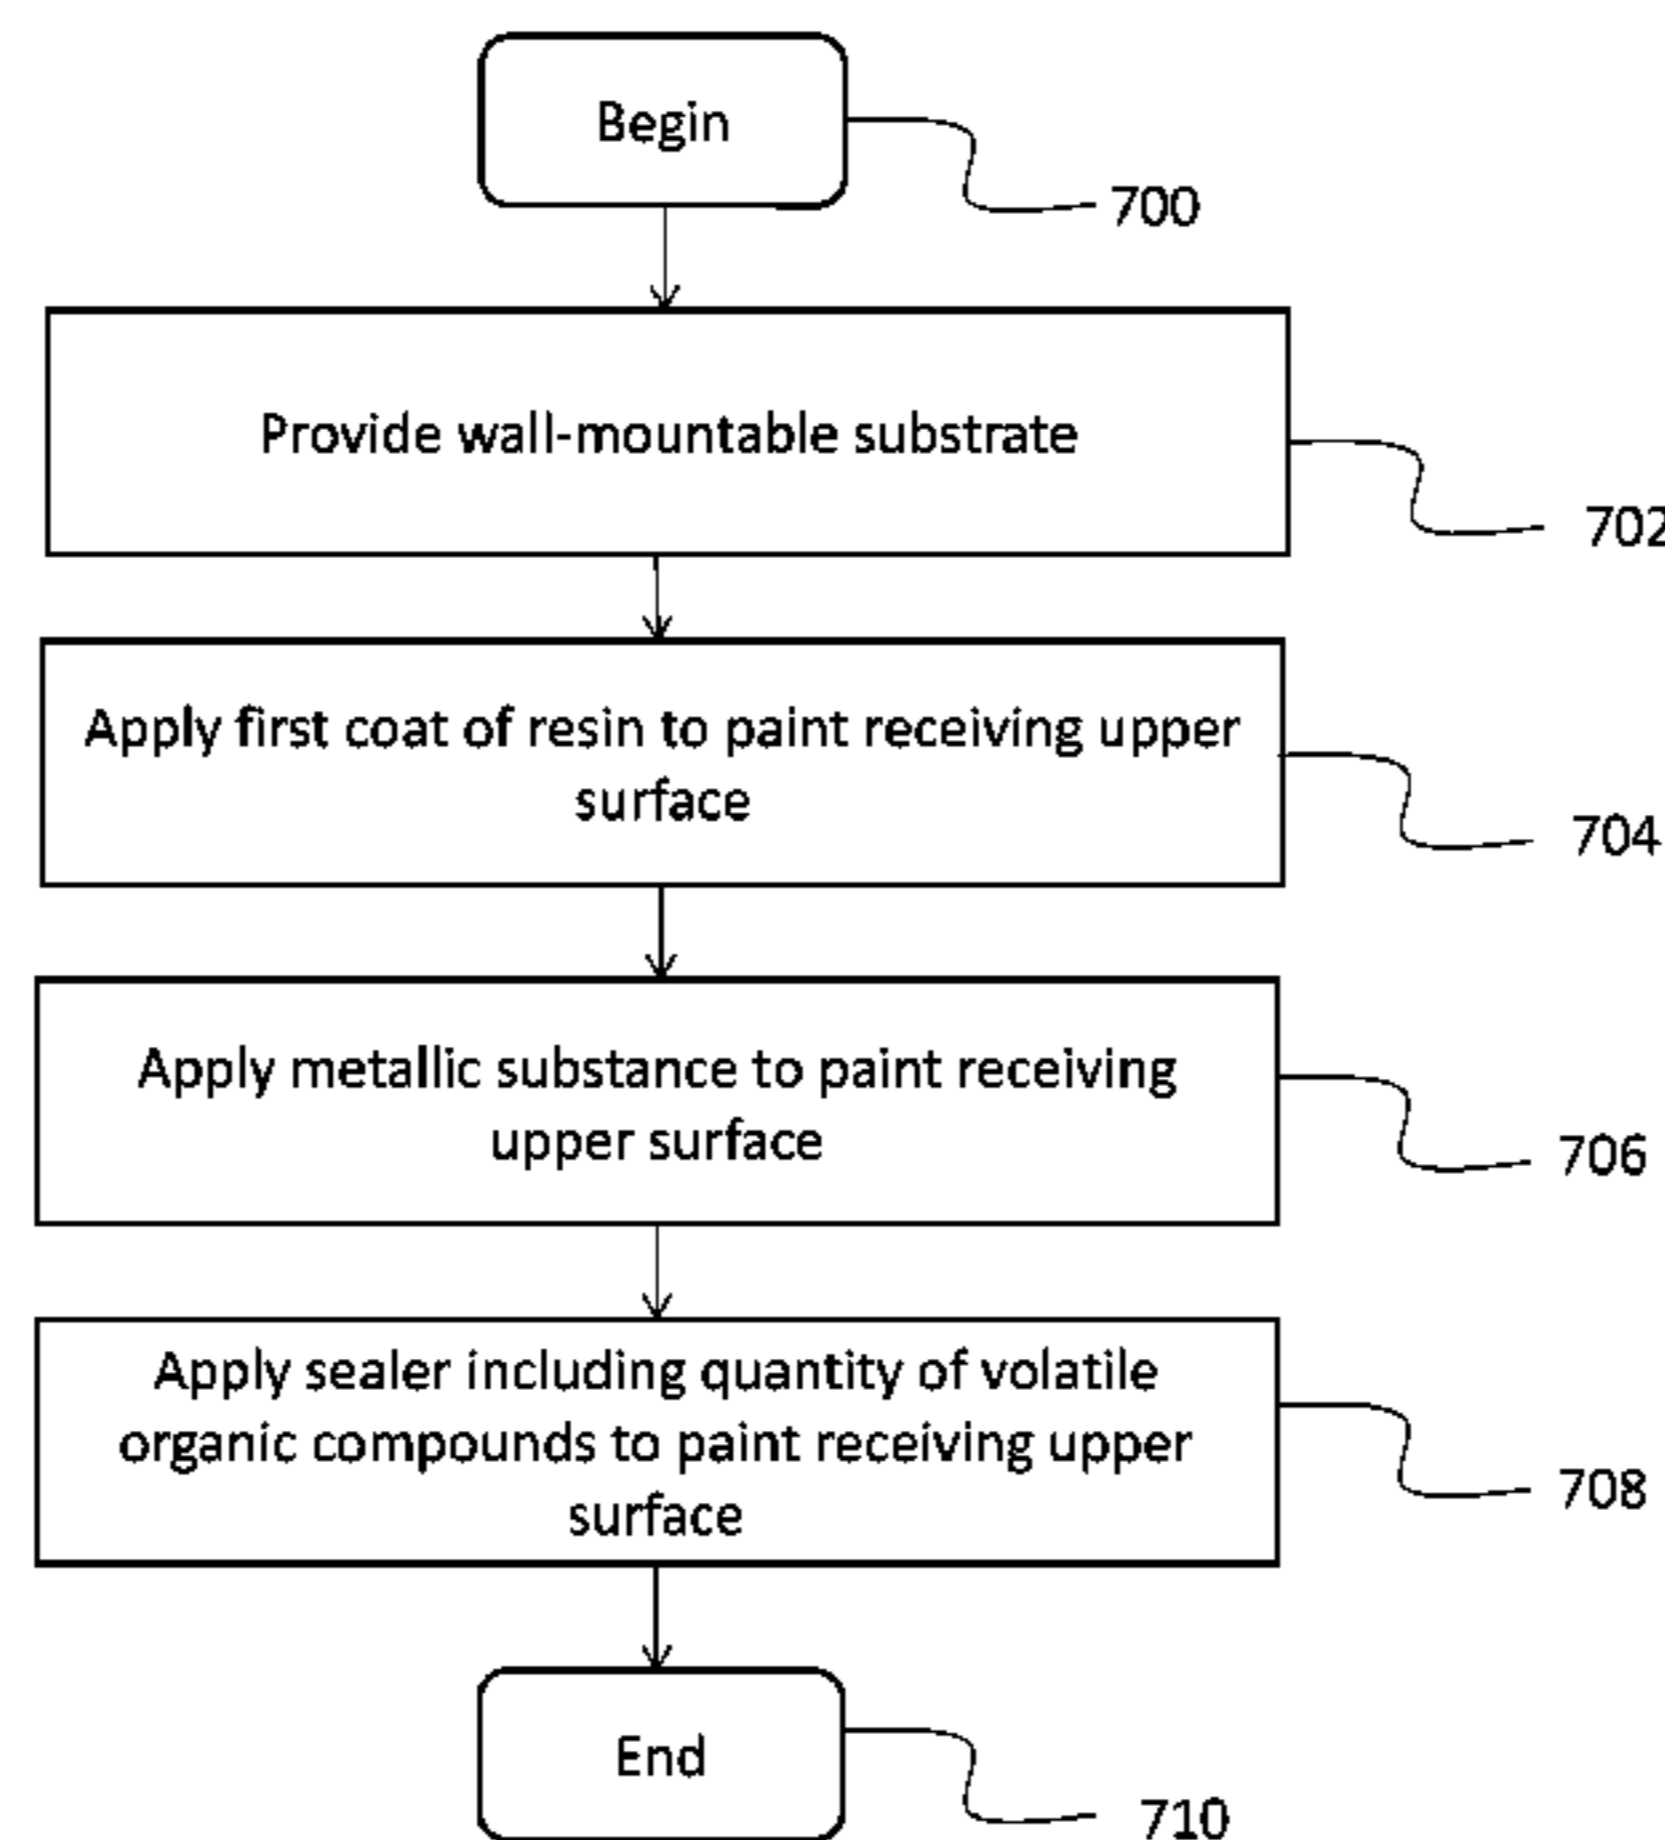 Begin
700
Provide wall-mountable substrate
702
Apply first coat of resin to paint receiving upper
surface
704
Apply metallic substance to paint receiving
upper surface
706
Apply sealer including quantity of volatile
organic compounds to paint receiving upper
surface
708
End
710